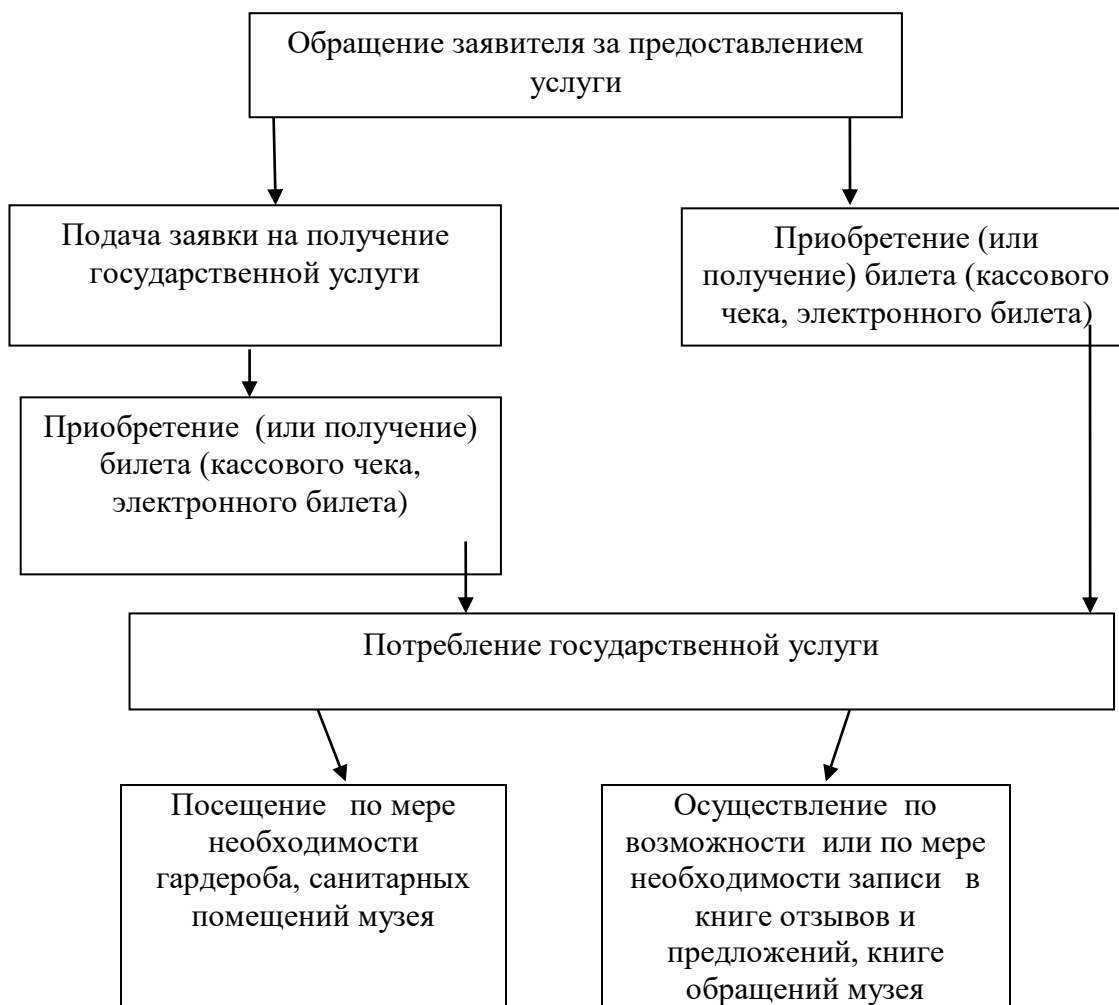 Обращение заявителя за предоставлением
услуги
Подача заявки на получение
государственной услуги
Приобретение (или
получение) билета (кассового
чека, электронного билета)
Приобретение (или получение)
билета (кассового чека,
электронного билета)
Потребление государственной услуги
Посещение по мере
необходимости
гардероба, санитарных
помещений музея
Осуществление по
возможности или по мере
необходимости записи в
книге отзывов и
предложений, книге
обращений музея